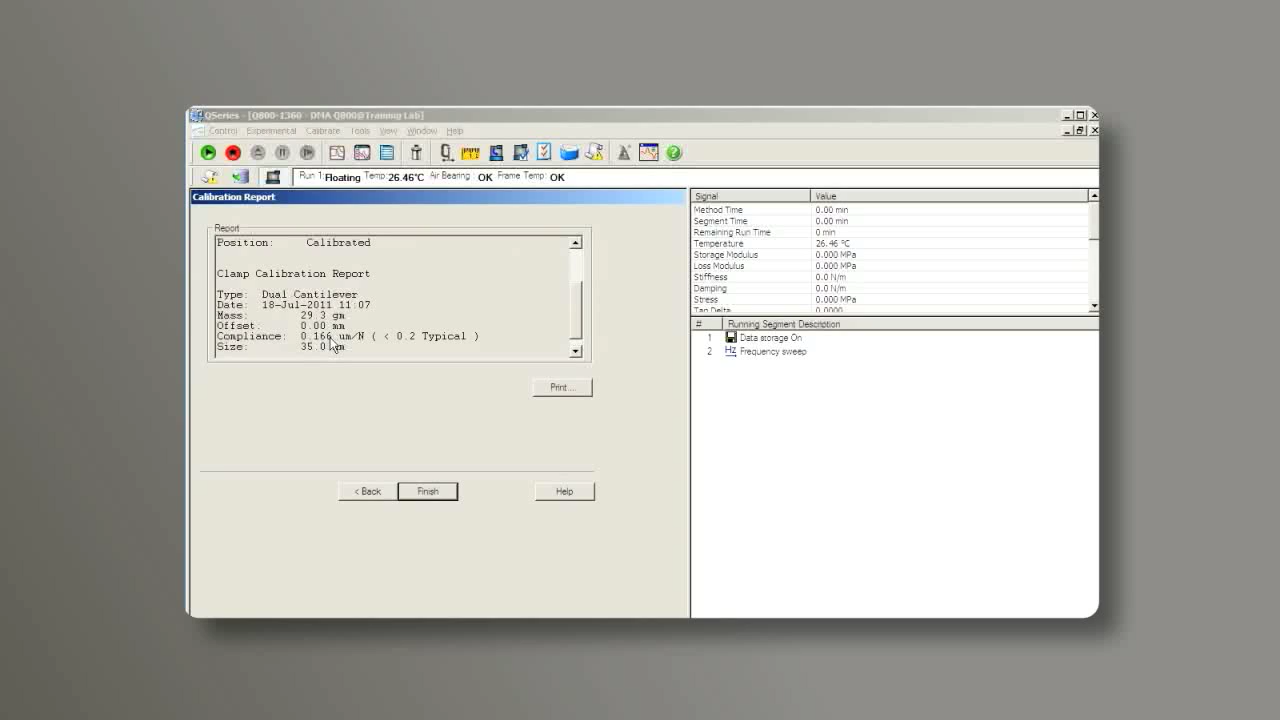 QSeries - [Q800-1360 - DMA Q800@Training Lab]
Control Experimental Calibrate Tools View Window Help
Run 1: Floating Temp: 26.46°C Air Bearing : OK Frame Temp: OK
Calibration Report
Report
Position: Calibrated
Clamp Calibration Report
Type: Dual Cantilever
Date: 18-Jul-2011 11:07
Mass: 29.3 gm
Offset: 0.00 mm
Compliance: 0.166 um/N ( < 0.2 Typical )
Size: 35.0
Print ...
< Back Finish Help
Signal Value
Method Time 0.00 min
Segment Time 0.00 min
Remaining Run Time 0 min
Temperature 26.46 °C
Storage Modulus 0.000 MPa
Loss Modulus 0.000 MPa
Stiffness 0.0 N/m
Damping 0.0 N/m
Stress 0.000 MPa
Tan Delta 0.0000
# Running Segment Description
1 Data storage On
2 Hz Frequency sweep